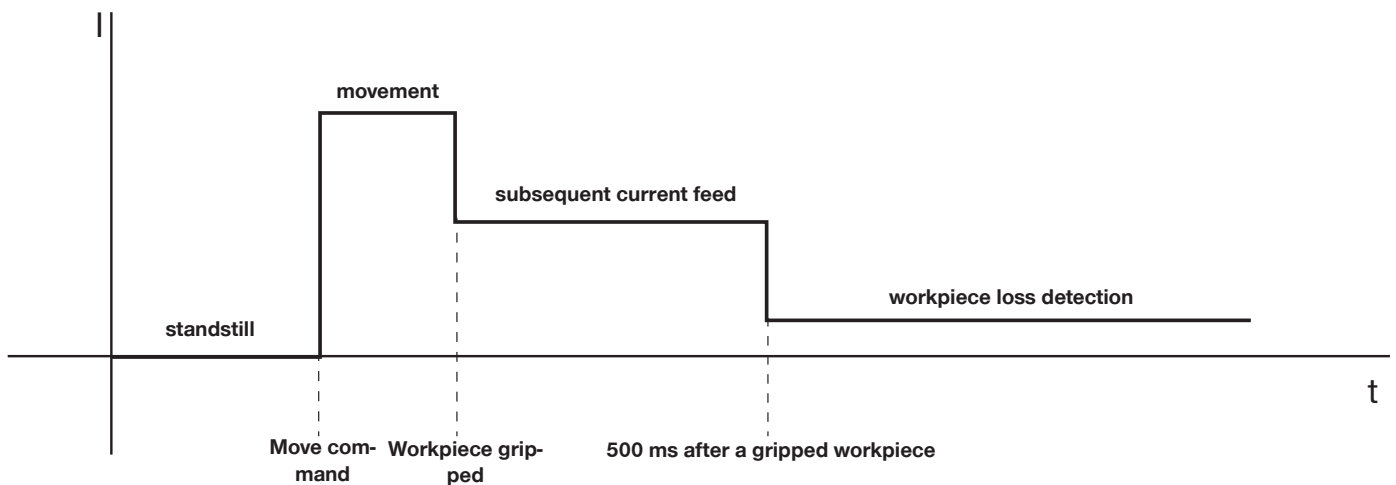 I
movement
subsequent current feed
workpiece loss detection
standstill
t
Move com-
mand
Workpiece grip-
ped
500 ms after a gripped workpiece